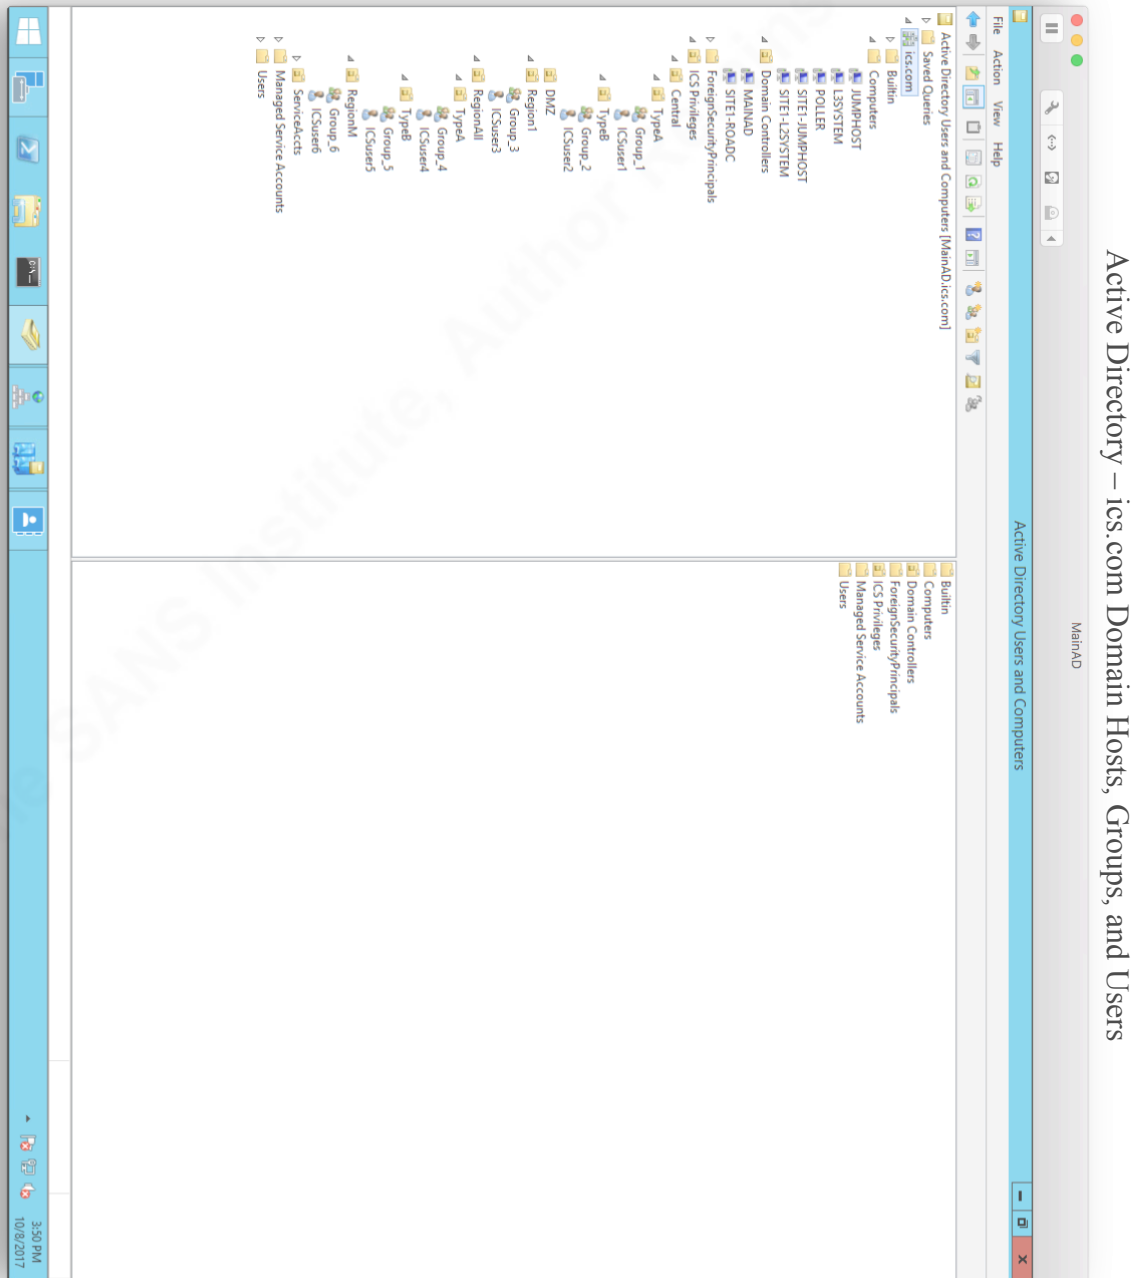 Active Directory – ics.com Domain Hosts, Groups, and Users
MainAD
Active Directory Users and Computers
File Action View Help
Active Directory Users and Computers [MainAD.ics.com]
Saved Queries
ics.com
Builtin
Computers
JUMPHOST
L3SYSTEM
POLLER
SITE1-JUMPHOST
SITE1-L2SYSTEM
Domain Controllers
MAINAD
SITE1-ROADC
ForeignSecurityPrincipals
ICS Privileges
Central
TypeA
Group_1
ICSuser1
TypeB
Group_2
ICSuser2
DMZ
Region1
Group_3
ICSuser3
RegionAll
TypeA
Group_4
ICSuser4
TypeB
Group_5
ICSuser5
RegionM
Group_6
ICSuser6
ServiceAccts
Managed Service Accounts
Users
Builtin
Computers
Domain Controllers
ForeignSecurityPrincipals
ICS Privileges
Managed Service Accounts
Users
3:50 PM
10/8/2017
SANS Institute, Author